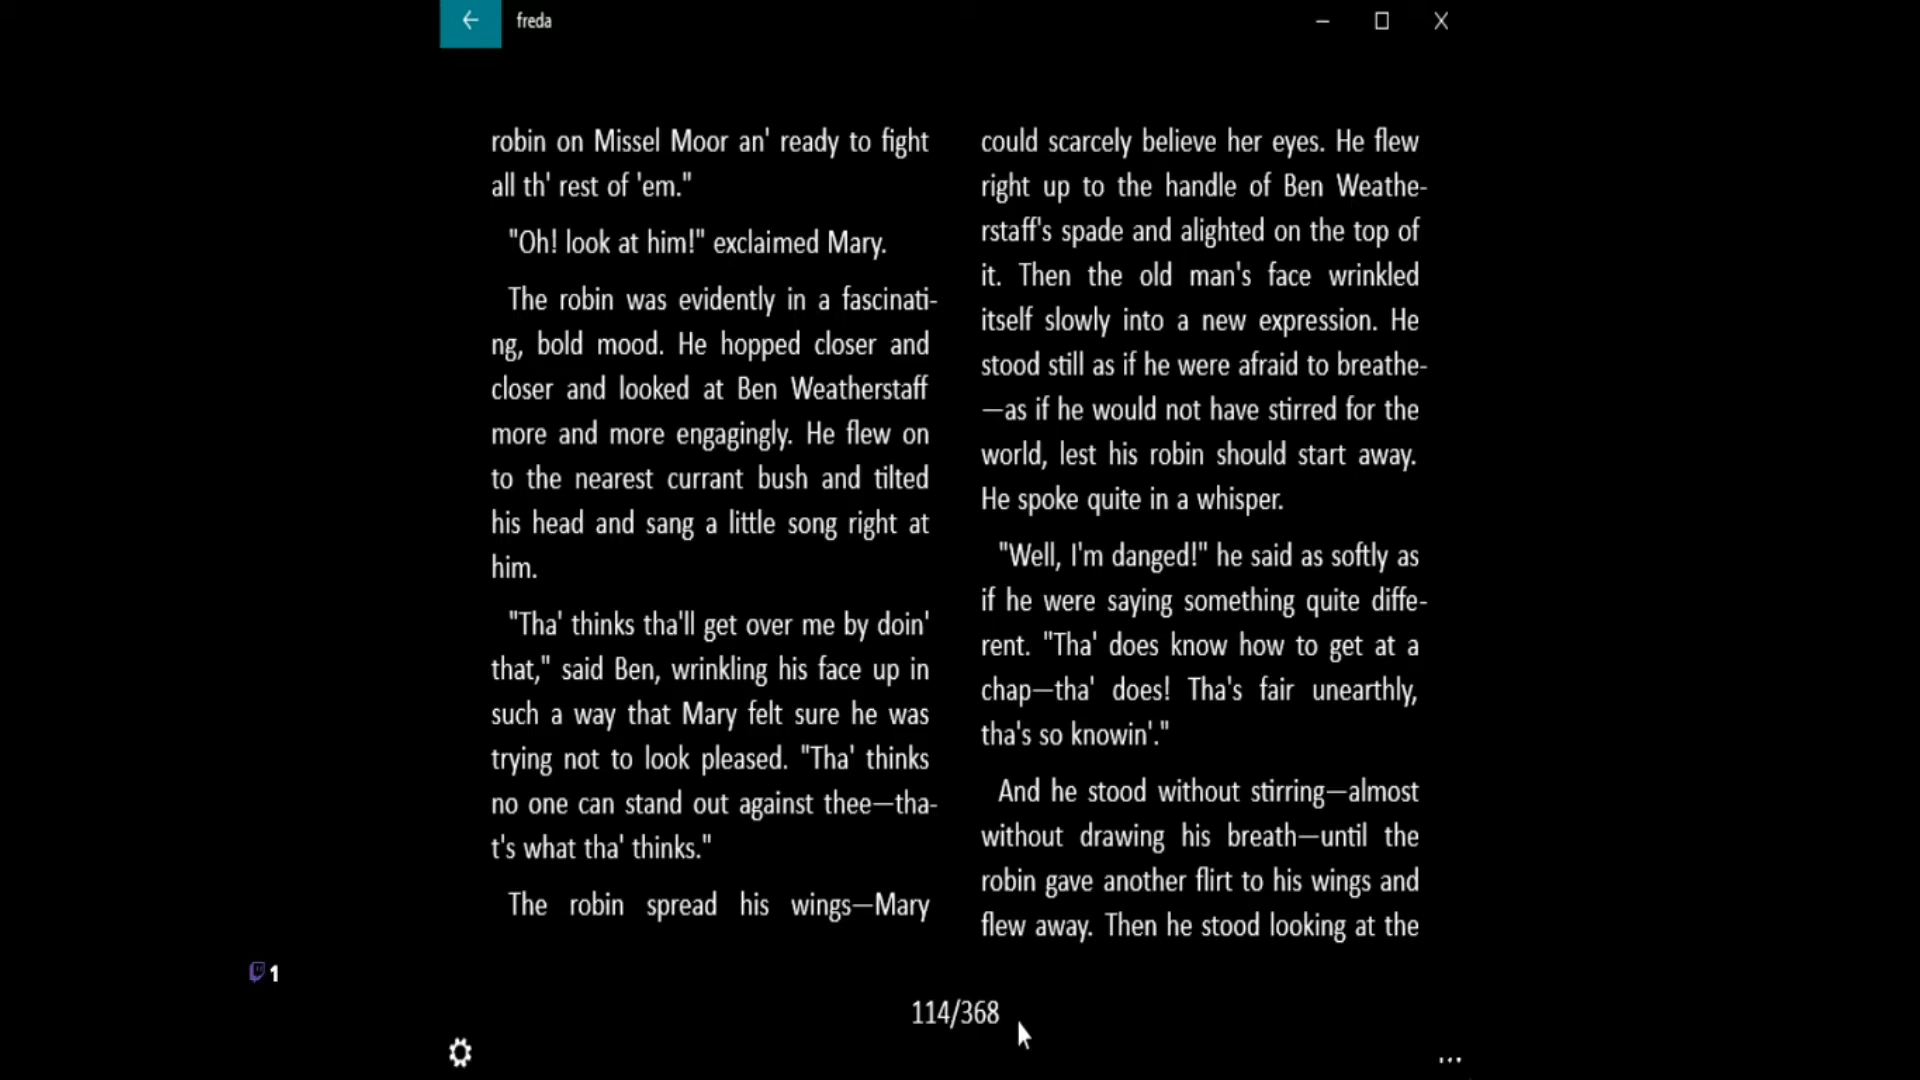 freda
robin on Missel Moor an' ready to fight
all th' rest of 'em."
"Oh! look at him!" exclaimed Mary.
The robin was evidently in a fascinati-
ng, bold mood. He hopped closer and
closer and looked at Ben Weatherstaff
more and more engagingly. He flew on
to the nearest currant bush and tilted
his head and sang a little song right at
him.
"Tha' thinks tha'll get over me by doin'
that," said Ben, wrinkling his face up in
such a way that Mary felt sure he was
trying not to look pleased. "Tha' thinks
no one can stand out against thee—tha-
t's what tha' thinks."
The robin spread his wings—Mary
could scarcely believe her eyes. He flew
right up to the handle of Ben Weathe-
rstaff's spade and alighted on the top of
it. Then the old man's face wrinkled
itself slowly into a new expression. He
stood still as if he were afraid to breathe-
—as if he would not have stirred for the
world, lest his robin should start away.
He spoke quite in a whisper.
"Well, I'm danged!" he said as softly as
if he were saying something quite diffe-
rent. "Tha' does know how to get at a
chap—tha' does! Tha's fair unearthly,
tha's so knowin'."
And he stood without stirring—almost
without drawing his breath—until the
robin gave another flirt to his wings and
flew away. Then he stood looking at the
1
114/368